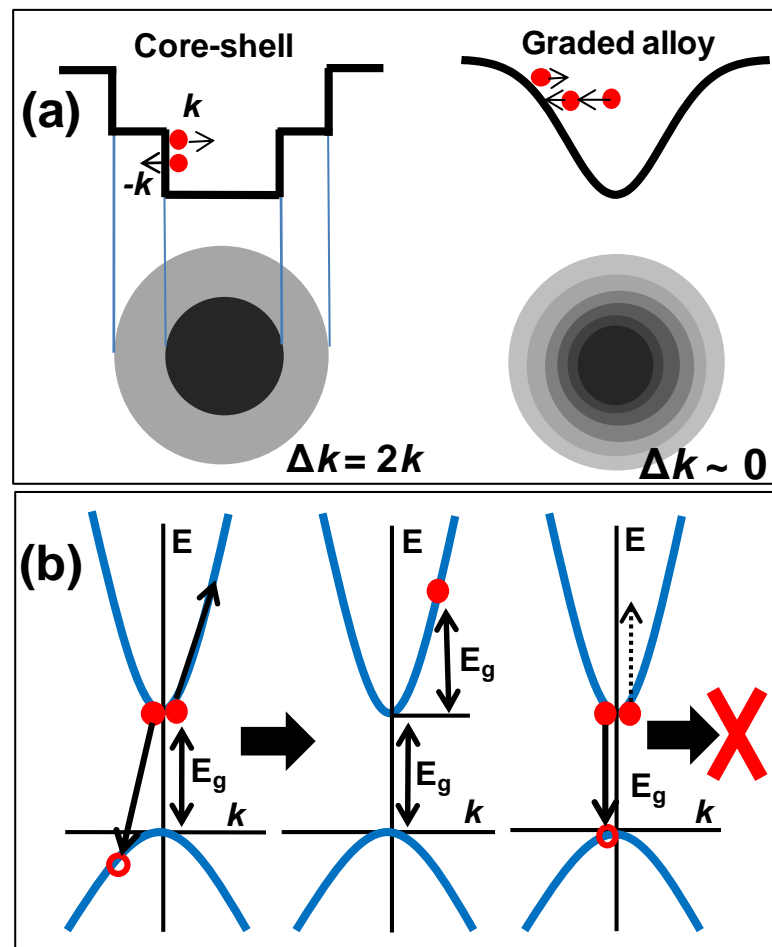 Core-shell
Graded alloy
(a)
k
-k
Δk = 2k
Δk ~ 0
(b)
E
E
E
Eg
Eg
Eg
Eg
k
k
k